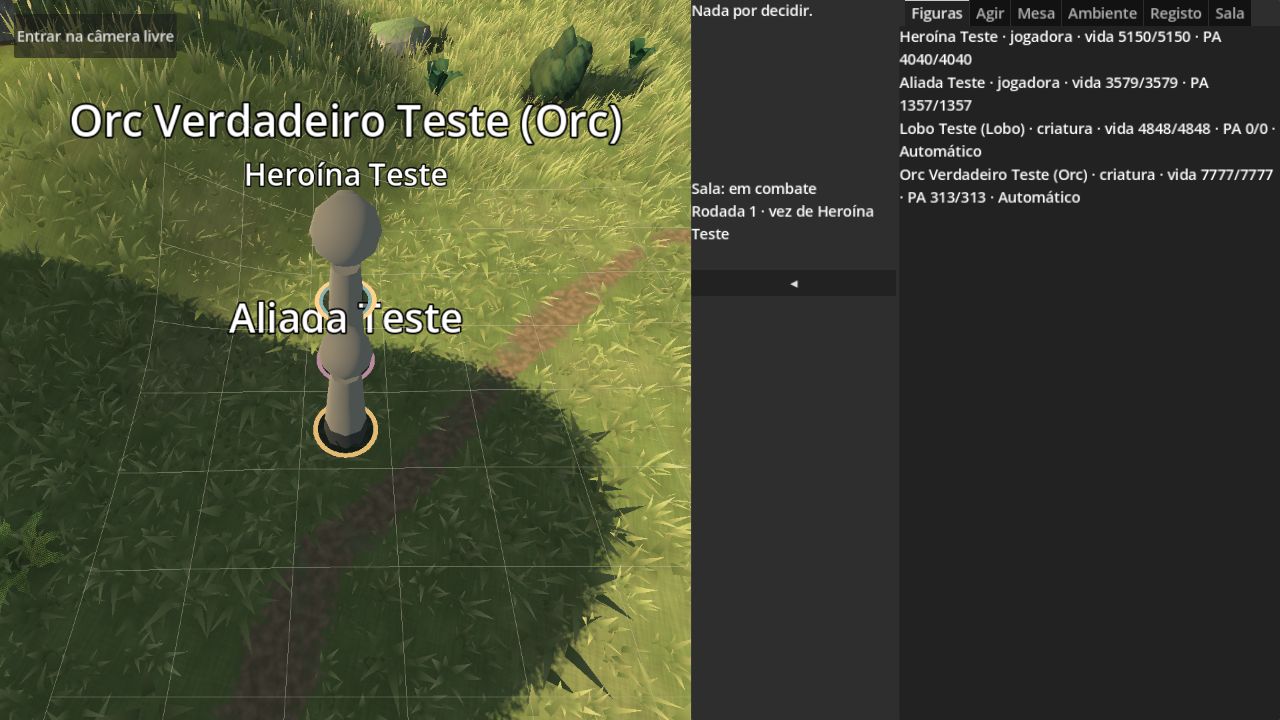 Entrar na câmera livre
Orc Verdadeiro Teste (Orc)
Heroína Teste
Aliada Teste
Nada por decidir.
Sala: em combate
Rodada 1 · vez de Heroína
Teste
Figuras Agir Mesa Ambiente Registo Sala
Heroína Teste · jogadora · vida 5150/5150 · PA
4040/4040
Aliada Teste · jogadora · vida 3579/3579 · PA
1357/1357
Lobo Teste (Lobo) · criatura · vida 4848/4848 · PA 0/0 ·
Automático
Orc Verdadeiro Teste (Orc) · criatura · vida 7777/7777
· PA 313/313 · Automático